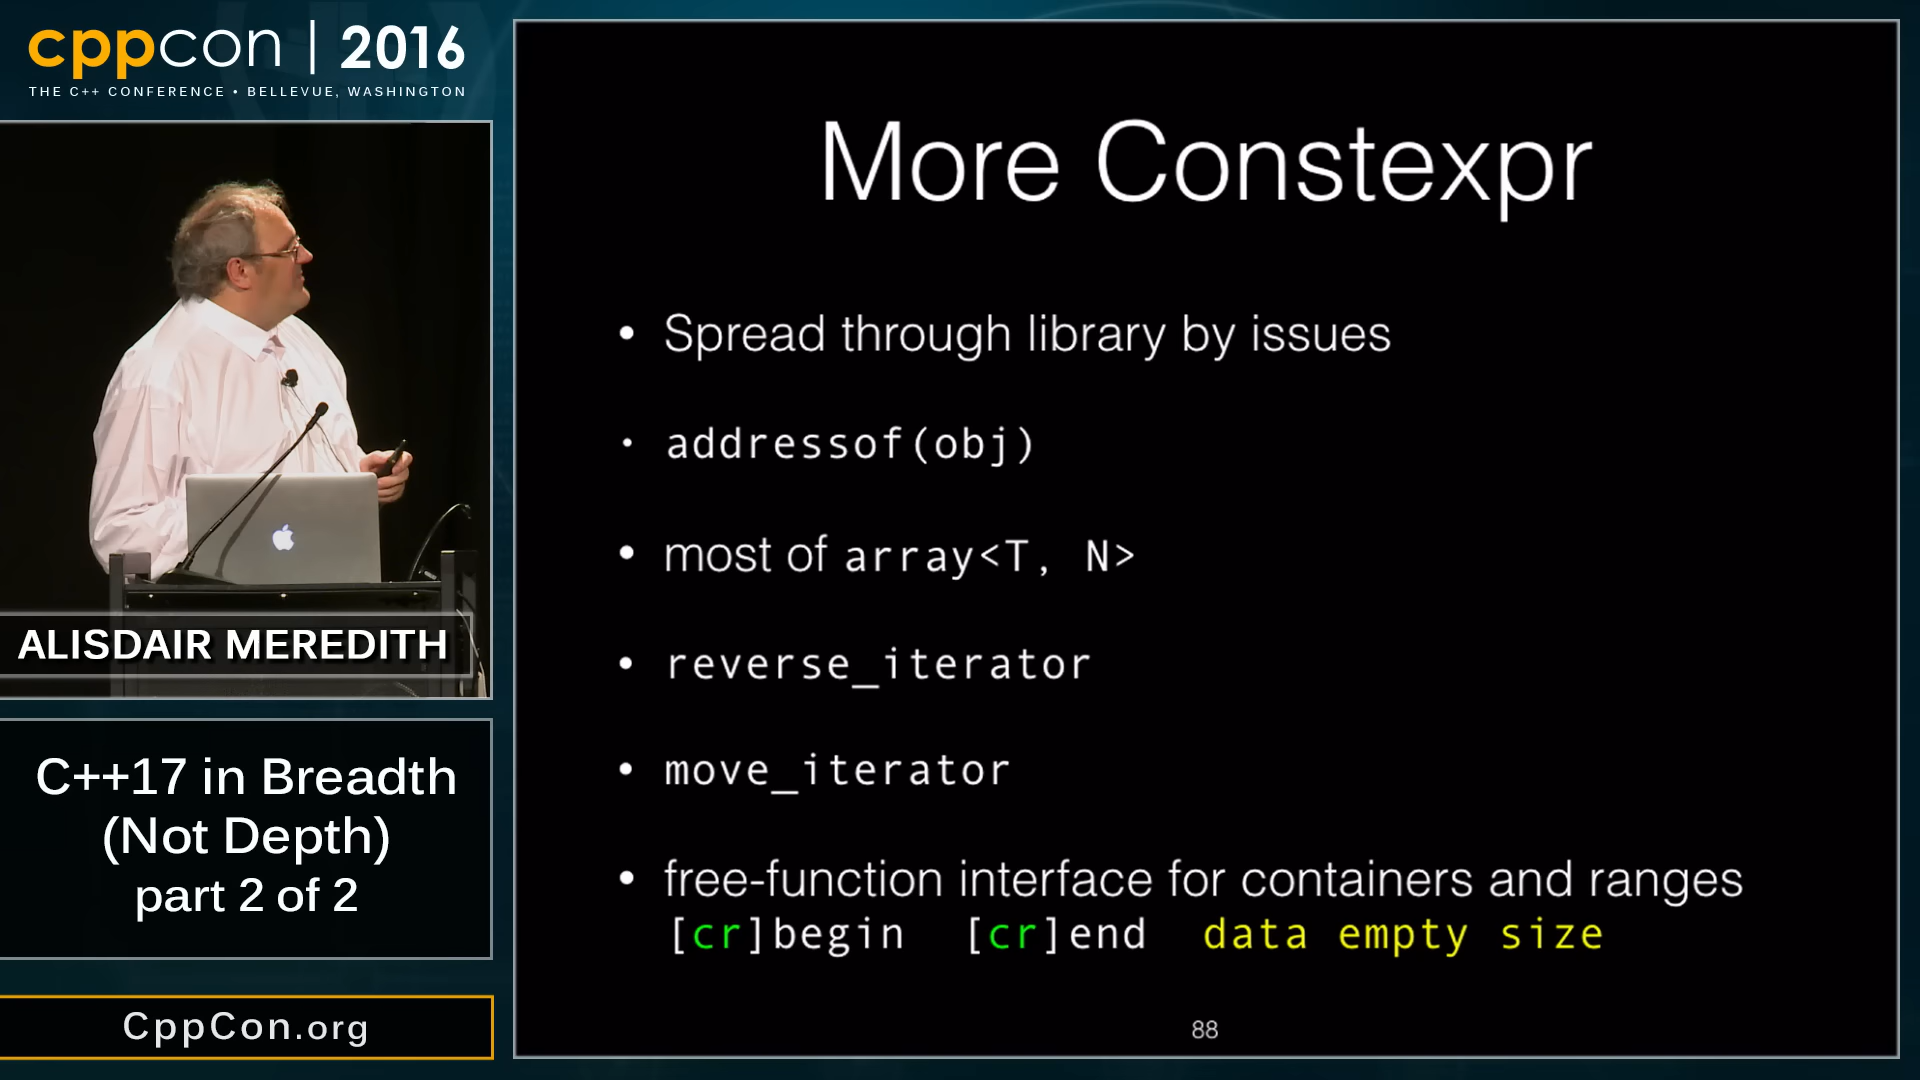 cppcon | 2016
THE C++ CONFERENCE • BELLEVUE, WASHINGTON
ALISDAIR MEREDITH
C++17 in Breadth
(Not Depth)
part 2 of 2
CppCon.org
More Constexpr
• Spread through library by issues
• addressof(obj)
• most of array<T, N>
• reverse_iterator
• move_iterator
• free-function interface for containers and ranges
[cr]begin [cr]end data empty size
88